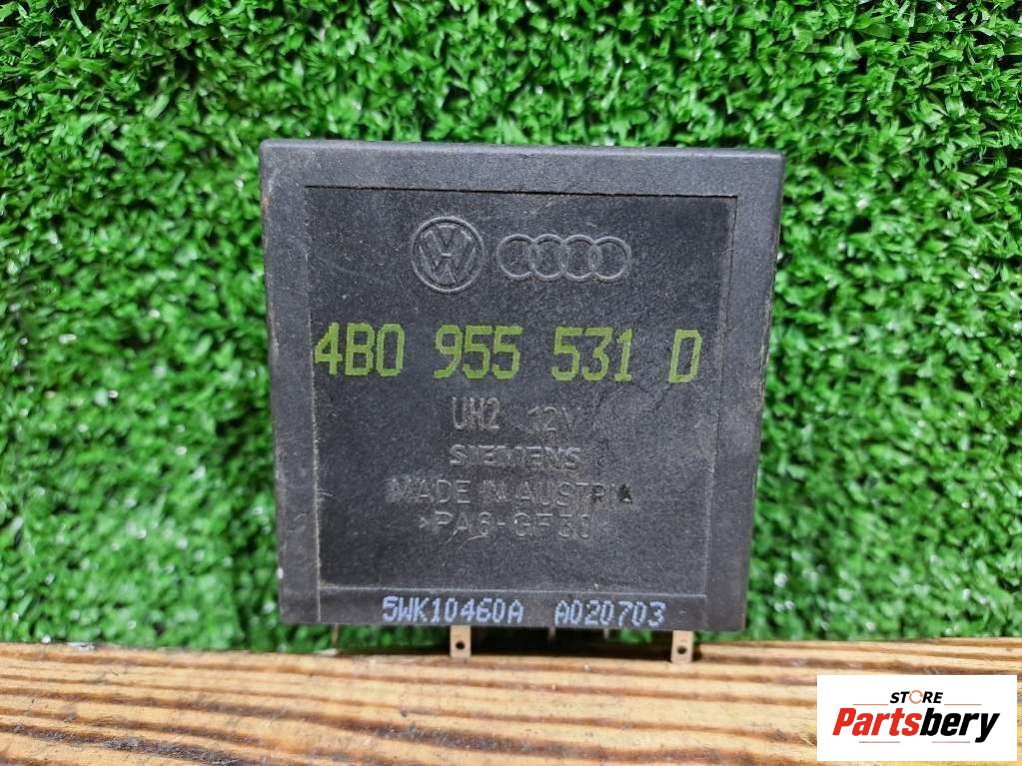 4B0 955 531 D
UH2 12V
SIEMENS
MADE IN AUSTRIA
>PA6-GF30<
5WK10460A A020703
STORE
Partsbery